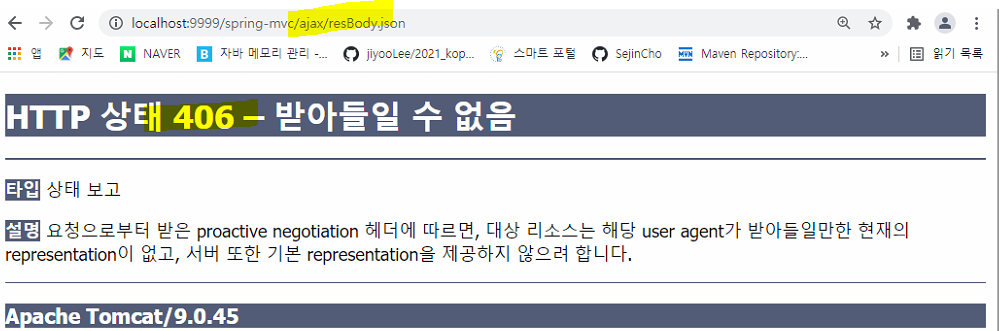 localhost:9999/spring-mvc/ajax/resBody.json
앱 지도 NAVER 자바 메모리 관리 -... jiyooLee/2021_kop... 스마트 포털 SejinCho Maven Repository:... » 읽기 목록
HTTP 상태 406 – 받아들일 수 없음
타입 상태 보고
설명 요청으로부터 받은 proactive negotiation 헤더에 따르면, 대상 리소스는 해당 user agent가 받아들일만한 현재의
representation이 없고, 서버 또한 기본 representation을 제공하지 않으려 합니다.
Apache Tomcat/9.0.45